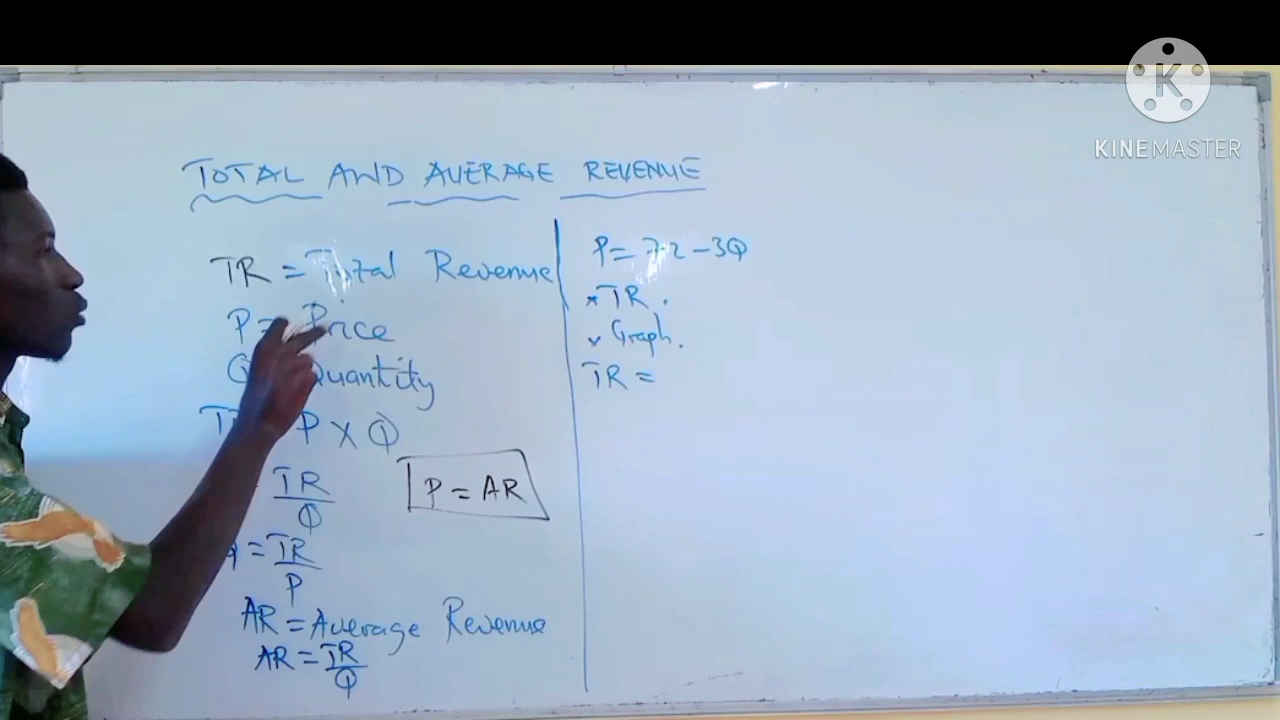 TOTAL AND AVERAGE REVENUE
TR = Total Revenue
P = Price
Q Quantity
T P X Q
TR
Q
P = AR
= TR
P
AR = Average Revenue
AR = TR
Q
P = 72 - 3Q
* TR .
* Graph .
TR =
KINEMASTER